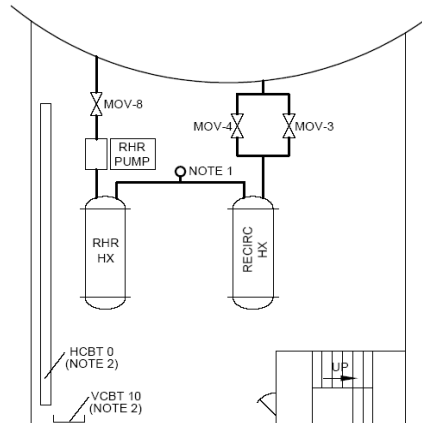 MOV-8
MOV-4
MOV-3
RHR
PUMP
NOTE 1
RHR
HX
RECIRC
HX
HCBT 0
(NOTE 2)
VCBT 10
(NOTE 2)
UP